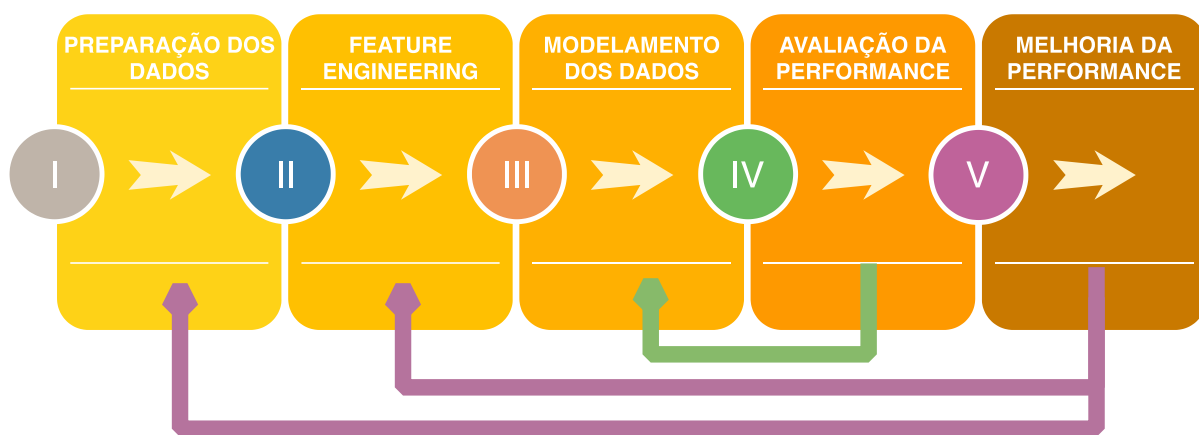 PREPARAÇÃO DOS
DADOS
FEATURE
ENGINEERING
MODELAMENTO
DOS DADOS
AVALIAÇÃO DA
PERFORMANCE
MELHORIA DA
PERFORMANCE
I
II
III
IV
V